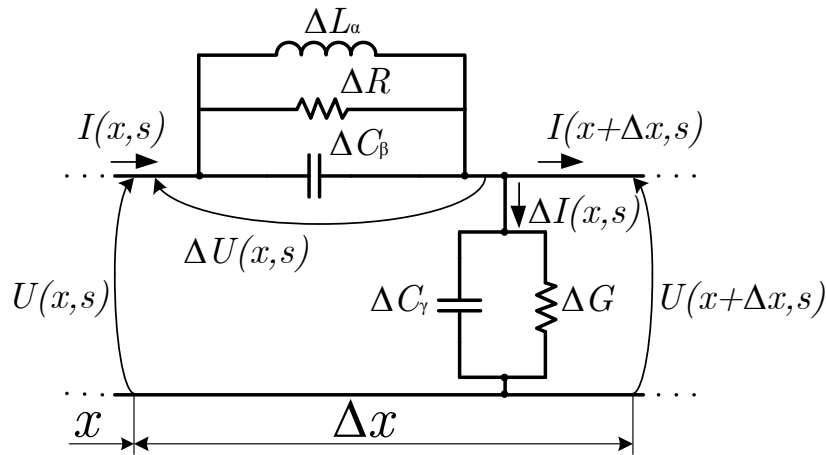 ΔLα
ΔR
I(x,s)
ΔCβ
I(x+Δx,s)
ΔU(x,s)
ΔI(x,s)
U(x,s)
ΔCγ
ΔG
U(x+Δx,s)
x
Δx